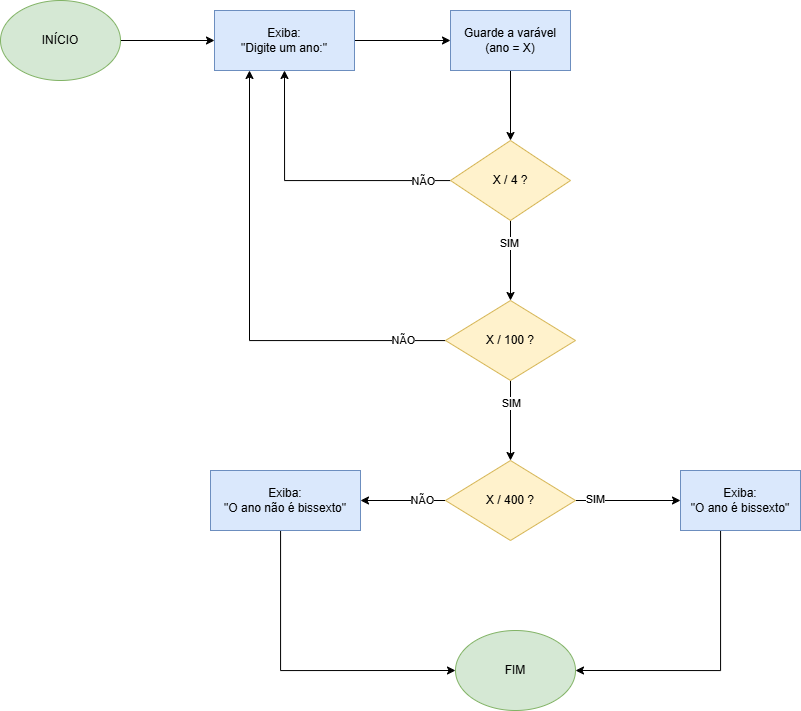 INÍCIO
Exiba:
"Digite um ano:"
Guarde a varável
(ano = X)
X / 4 ?
NÃO
SIM
X / 100 ?
NÃO
SIM
Exiba:
"O ano não é bissexto"
NÃO
X / 400 ?
SIM
Exiba:
"O ano é bissexto"
FIM